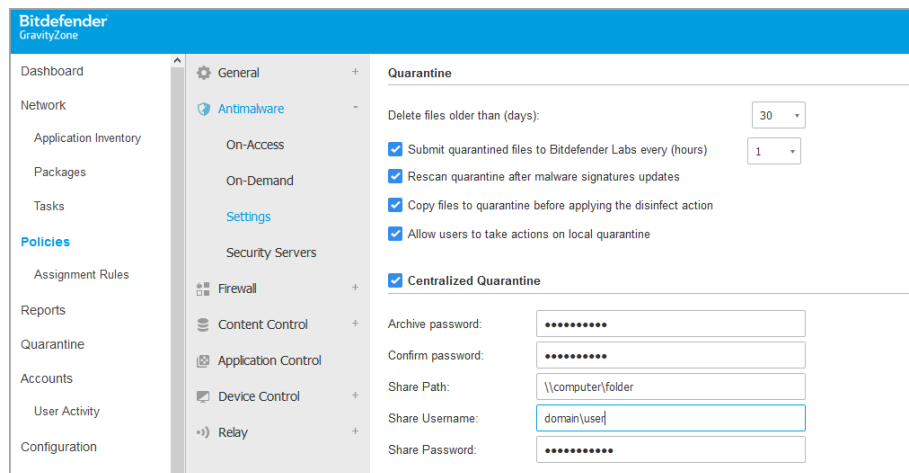 Bitdefender
GravityZone
Dashboard
Network
Application Inventory
Packages
Tasks
Policies
Assignment Rules
Reports
Quarantine
Accounts
User Activity
Configuration
General +
Antimalware -
On-Access
On-Demand
Settings
Security Servers
Firewall +
Content Control +
Application Control
Device Control +
Relay +
Quarantine
Delete files older than (days): 30
Submit quarantined files to Bitdefender Labs every (hours) 1
Rescan quarantine after malware signatures updates
Copy files to quarantine before applying the disinfect action
Allow users to take actions on local quarantine
Centralized Quarantine
Archive password: ••••••••••
Confirm password: ••••••••••
Share Path: \\computer\folder
Share Username: domain\user
Share Password: •••••••••••